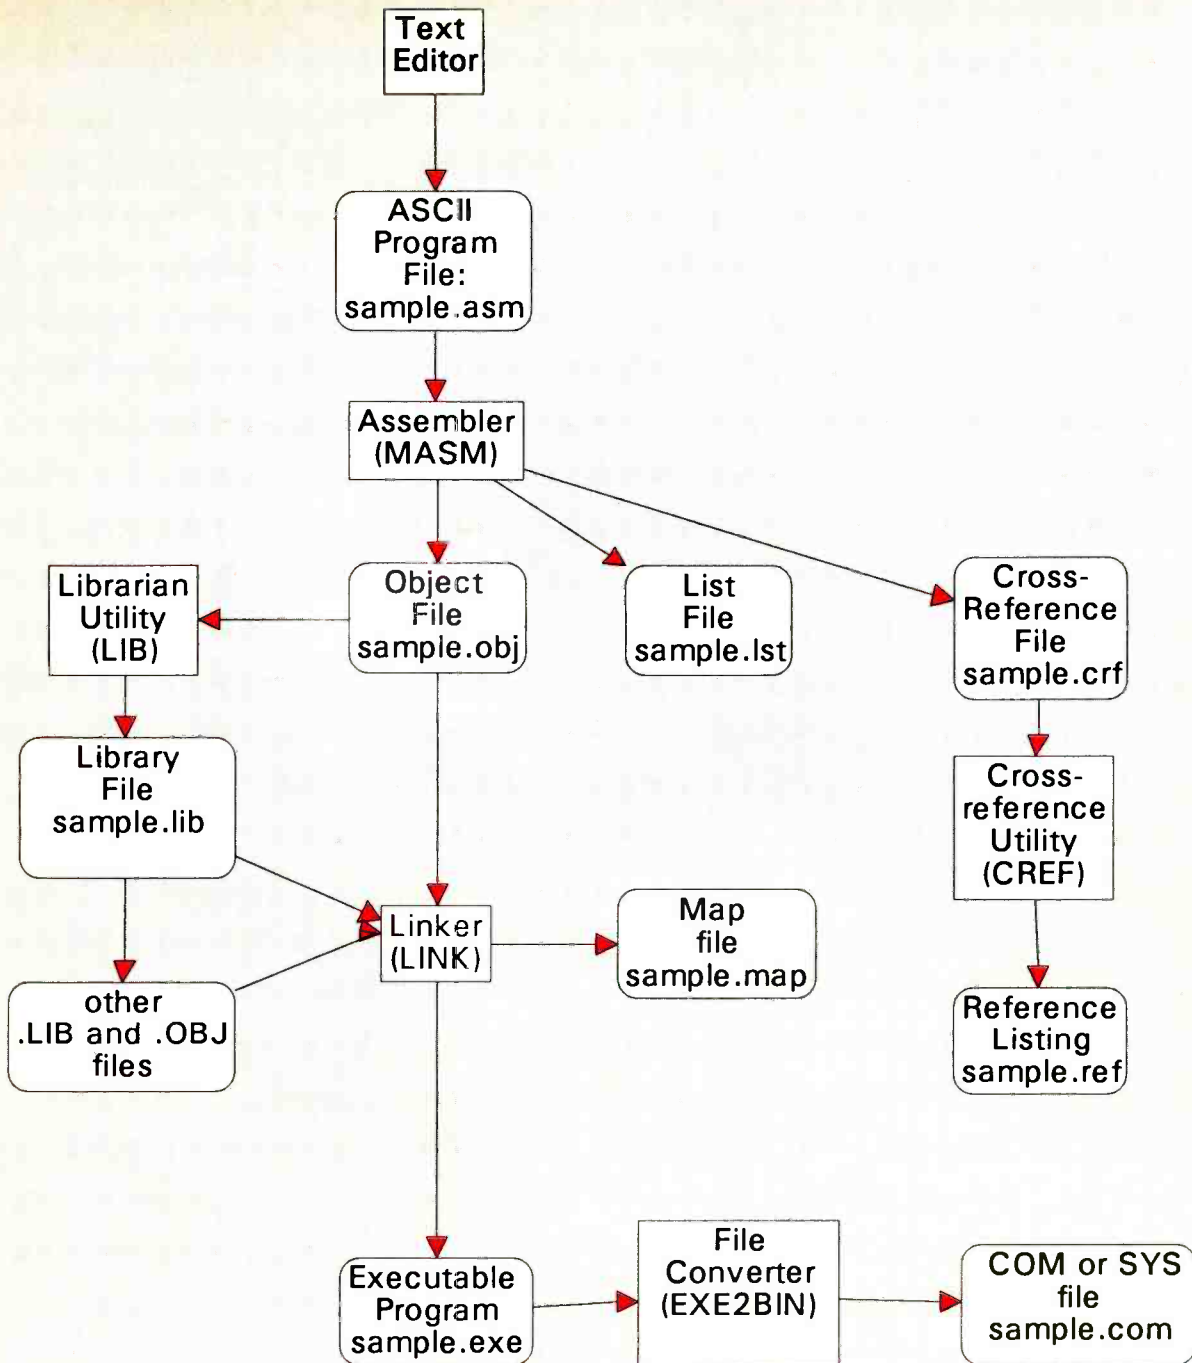 Text
Editor
ASCII
Program
File:
sample.asm
Assembler
(MASM)
Librarian
Utility
(LIB)
Object
File
sample.obj
List
File
sample.lst
Cross-
Reference
File
sample.crf
Library
File
sample.lib
Cross-
reference
Utility
(CREF)
Linker
(LINK)
Map
file
sample.map
other
.LIB and .OBJ
files
Reference
Listing
sample.ref
Executable
Program
sample.exe
File
Converter
(EXE2BIN)
COM or SYS
file
sample.com